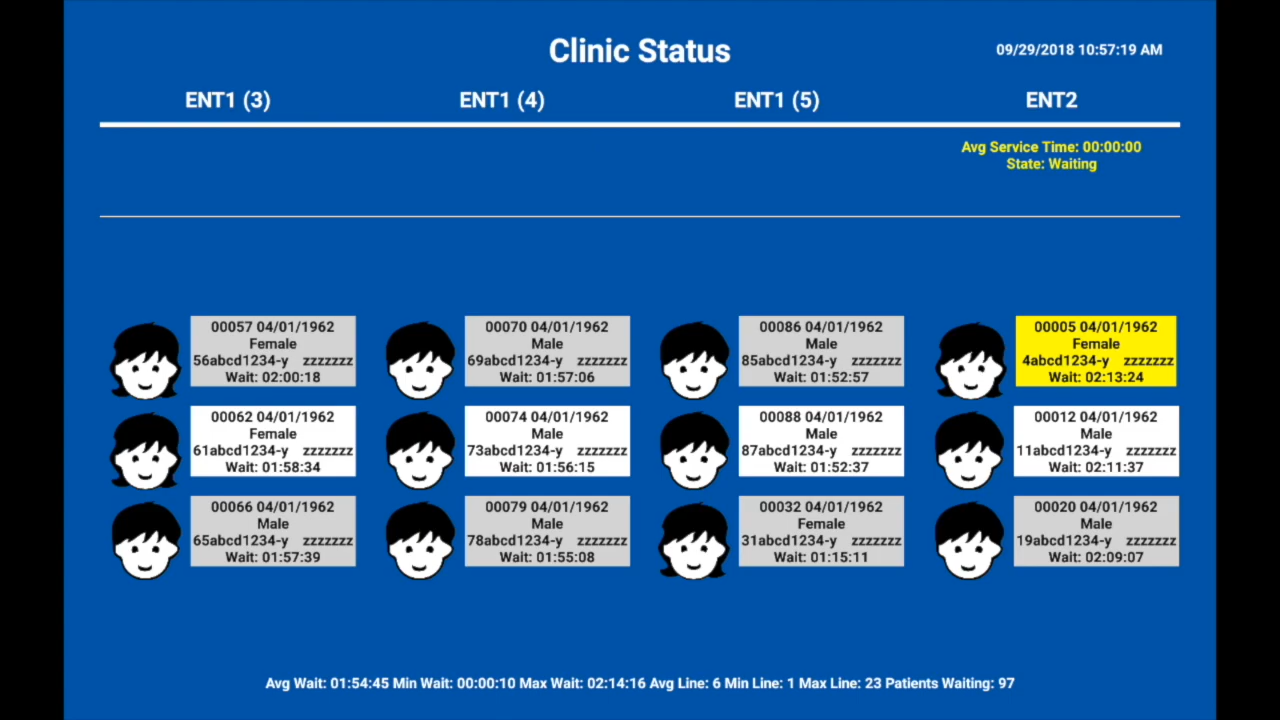 Clinic Status
09/29/2018 10:57:19 AM
ENT1 (3)
ENT1 (4)
ENT1 (5)
ENT2
Avg Service Time: 00:00:00
State: Waiting
00057 04/01/1962
Female
56abcd1234-y zzzzzzz
Wait: 02:00:18
00070 04/01/1962
Male
69abcd1234-y zzzzzzz
Wait: 01:57:06
00086 04/01/1962
Male
85abcd1234-y zzzzzzz
Wait: 01:52:57
00005 04/01/1962
Female
4abcd1234-y zzzzzzz
Wait: 02:13:24
00062 04/01/1962
Female
61abcd1234-y zzzzzzz
Wait: 01:58:34
00074 04/01/1962
Male
73abcd1234-y zzzzzzz
Wait: 01:56:15
00088 04/01/1962
Male
87abcd1234-y zzzzzzz
Wait: 01:52:37
00012 04/01/1962
Male
11abcd1234-y zzzzzzz
Wait: 02:11:37
00066 04/01/1962
Male
65abcd1234-y zzzzzzz
Wait: 01:57:39
00079 04/01/1962
Male
78abcd1234-y zzzzzzz
Wait: 01:55:08
00032 04/01/1962
Female
31abcd1234-y zzzzzzz
Wait: 01:15:11
00020 04/01/1962
Male
19abcd1234-y zzzzzzz
Wait: 02:09:07
Avg Wait: 01:54:45 Min Wait: 00:00:10 Max Wait: 02:14:16 Avg Line: 6 Min Line: 1 Max Line: 23 Patients Waiting: 97